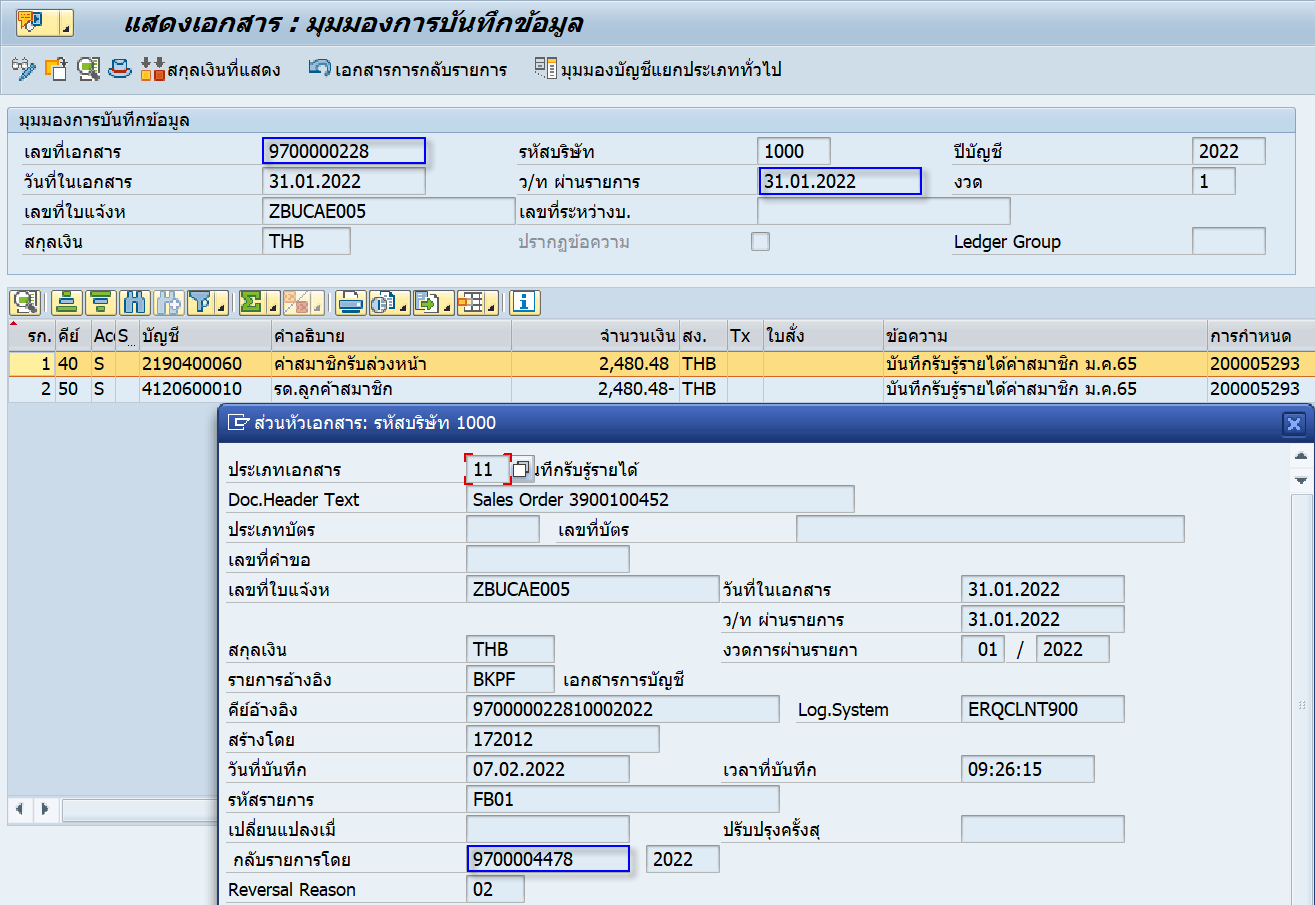 แสดงเอกสาร : มุมมองการบันทึกข้อมูล
สกุลเงินที่แสดง เอกสารการกลับรายการ มุมมองบัญชีแยกประเภททั่วไป
มุมมองการบันทึกข้อมูล
เลขที่เอกสาร 9700000228 รหัสบริษัท 1000 ปีบัญชี 2022
วันที่ในเอกสาร 31.01.2022 ว/ท ผ่านรายการ 31.01.2022 งวด 1
เลขที่ใบแจ้งห ZBUCAE005 เลขที่ระหว่างบ.
สกุลเงิน THB ปรากฏข้อความ Ledger Group
รก. คีย์ Ac S... บัญชี คำอธิบาย จำนวนเงิน สง. Tx ใบสั่ง ข้อความ การกำหนด
1 40 S 2190400060 ค่าสมาชิกรับล่วงหน้า 2,480.48 THB บันทึกรับรู้รายได้ค่าสมาชิก ม.ค.65 200005293
2 50 S 4120600010 รด.ลูกค้าสมาชิก 2,480.48- THB บันทึกรับรู้รายได้ค่าสมาชิก ม.ค.65 200005293
ส่วนหัวเอกสาร: รหัสบริษัท 1000
ประเภทเอกสาร 11 ันทึกรับรู้รายได้
Doc.Header Text Sales Order 3900100452
ประเภทบัตร เลขที่บัตร
เลขที่คำขอ
เลขที่ใบแจ้งห ZBUCAE005 วันที่ในเอกสาร 31.01.2022
ว/ท ผ่านรายการ 31.01.2022
สกุลเงิน THB งวดการผ่านรายกา 01 / 2022
รายการอ้างอิง BKPF เอกสารการบัญชี
คีย์อ้างอิง 970000022810002022 Log.System ERQCLNT900
สร้างโดย 172012
วันที่บันทึก 07.02.2022 เวลาที่บันทึก 09:26:15
รหัสรายการ FB01
เปลี่ยนแปลงเมื่ ปรับปรุงครั้งสุ
กลับรายการโดย 9700004478 2022
Reversal Reason 02